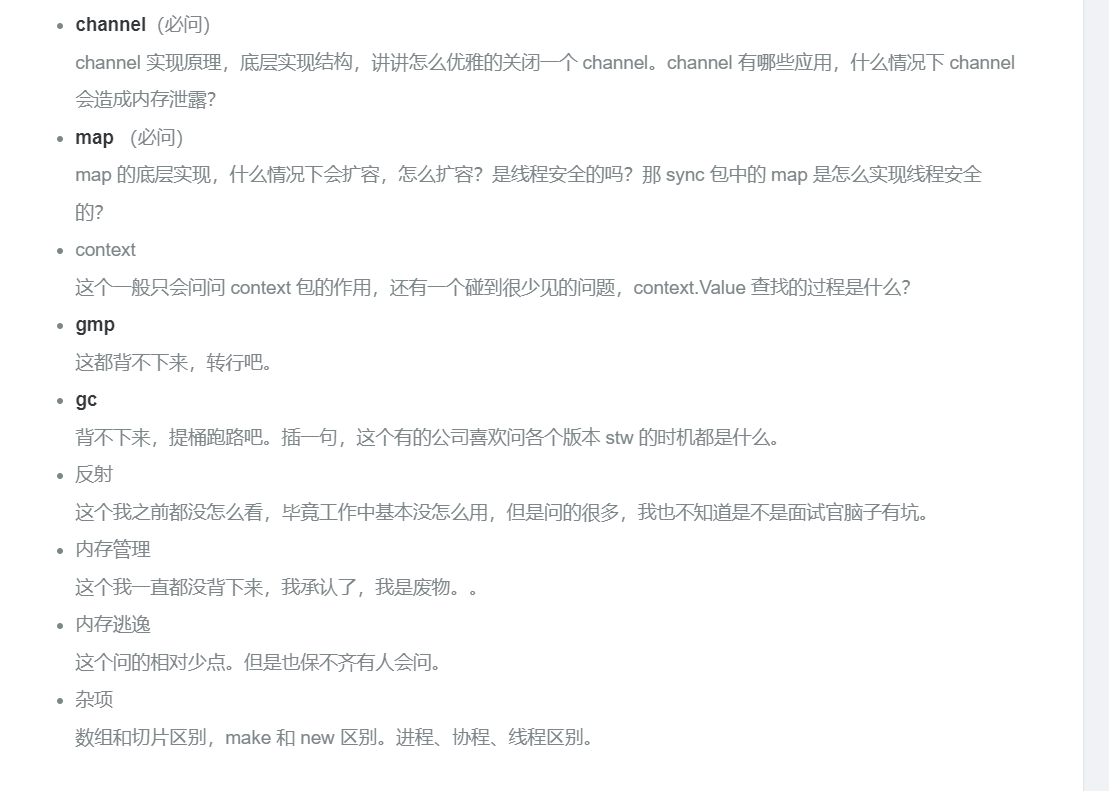 channel（必问）
channel 实现原理，底层实现结构，讲讲怎么优雅的关闭一个 channel。channel 有哪些应用，什么情况下 channel
会造成内存泄露？
map （必问）
map 的底层实现，什么情况下会扩容，怎么扩容？是线程安全的吗？那 sync 包中的 map 是怎么实现线程安全
的？
context
这个一般只会问问 context 包的作用，还有一个碰到很少见的问题，context.Value 查找的过程是什么？
gmp
这都背不下来，转行吧。
gc
背不下来，提桶跑路吧。插一句，这个有的公司喜欢问各个版本 stw 的时机都是什么。
反射
这个我之前都没怎么看，毕竟工作中基本没怎么用，但是问的很多，我也不知道是不是面试官脑子有坑。
内存管理
这个我一直都没背下来，我承认了，我是废物。。
内存逃逸
这个问的相对少点。但是也保不齐有人会问。
杂项
数组和切片区别，make 和 new 区别。进程、协程、线程区别。